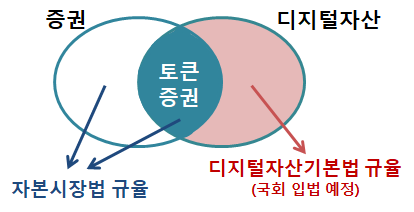 증권
디지털자산
토큰
증권
자본시장법 규율
디지털자산기본법 규율
(국회 입법 예정)